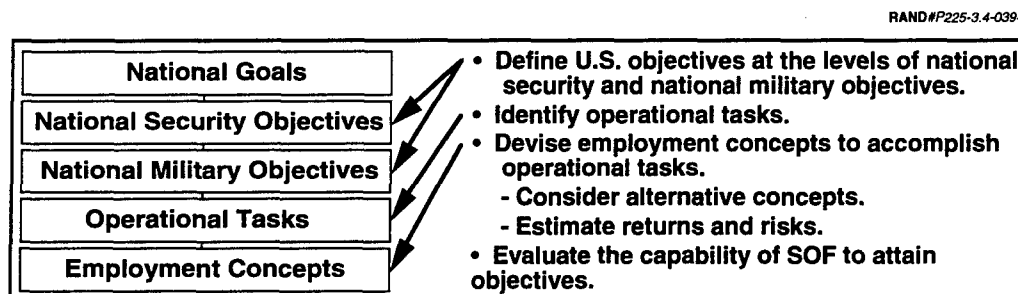 RAND#P225-3.4-039
National Goals
National Security Objectives
National Military Objectives
Operational Tasks
Employment Concepts
• Define U.S. objectives at the levels of national
security and national military objectives.
• Identify operational tasks.
• Devise employment concepts to accomplish
operational tasks.
- Consider alternative concepts.
- Estimate returns and risks.
• Evaluate the capability of SOF to attain
objectives.